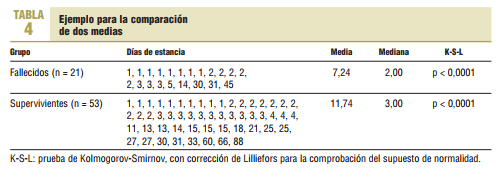 TABLA
4
Ejemplo para la comparación
de dos medias
Grupo Días de estancia Media Mediana K-S-L
Fallecidos (n = 21) 1, 1, 1, 1, 1, 1, 1, 1, 2, 2, 2, 2, 7,24 2,00 p < 0,0001
2, 3, 3, 3, 5, 14, 30, 31, 45
Supervivientes (n = 53) 1, 1, 1, 1, 1, 1, 1, 1, 1, 1, 1, 2, 2, 2, 2, 2, 2, 2, 11,74 3,00 p < 0,0001
2, 2, 2, 2, 3, 3, 3, 3, 3, 3, 3, 3, 3, 3, 4, 4, 4,
11, 13, 13, 14, 15, 15, 15, 18, 21, 25, 25,
27, 27, 30, 31, 33, 60, 66, 88
K-S-L: prueba de Kolmogorov-Smirnov, con corrección de Lilliefors para la comprobación del supuesto de normalidad.